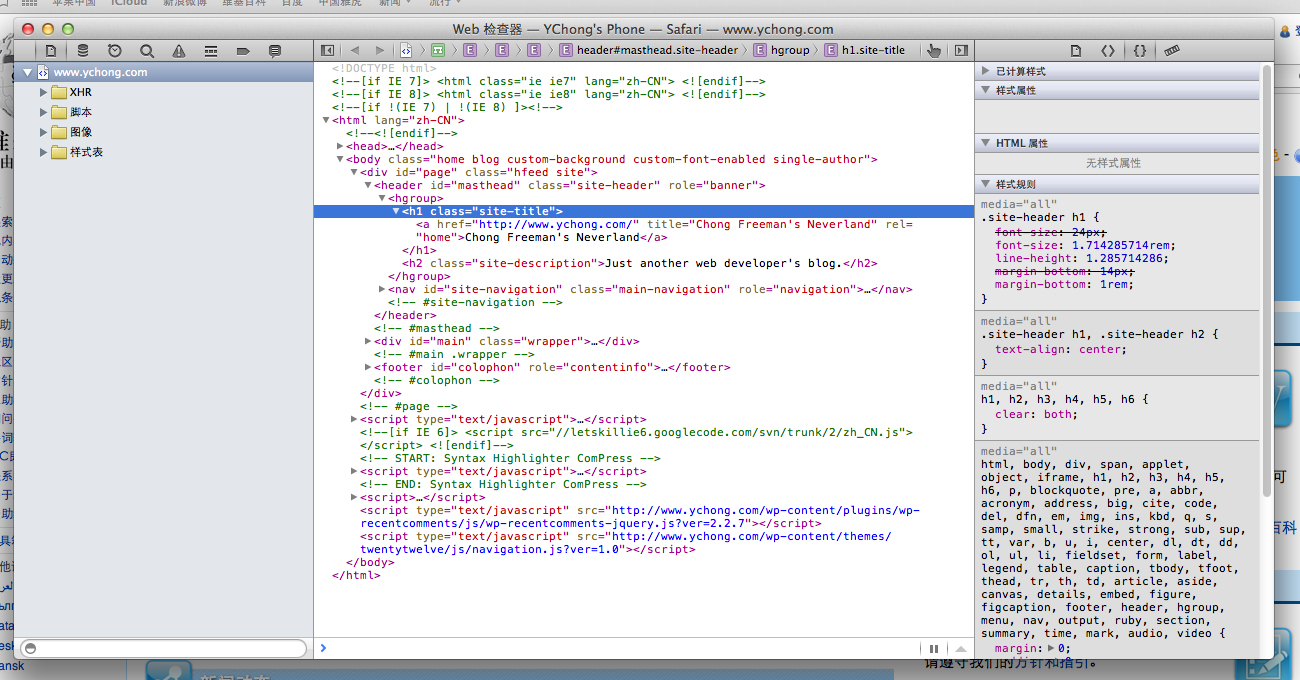 苹果中国 iCloud 新浪微博 维基百科 百度 中国雅虎 新闻 流行
Web 检查器 — YChong's Phone — Safari — www.ychong.com
E E E E header#masthead.site-header E hgroup E h1.site-title
www.ychong.com
XHR
脚本
图像
样式表
<!DOCTYPE html>
<!--[if IE 7]> <html class="ie ie7" lang="zh-CN"> <![endif]-->
<!--[if IE 8]> <html class="ie ie8" lang="zh-CN"> <![endif]-->
<!--[if !(IE 7) | !(IE 8) ]><!-->
<html lang="zh-CN">
<!--<![endif]-->
<head>…</head>
<body class="home blog custom-background custom-font-enabled single-author">
<div id="page" class="hfeed site">
<header id="masthead" class="site-header" role="banner">
<hgroup>
<h1 class="site-title">
<a href="http://www.ychong.com/" title="Chong Freeman's Neverland" rel=
"home">Chong Freeman's Neverland</a>
</h1>
<h2 class="site-description">Just another web developer's blog.</h2>
</hgroup>
<nav id="site-navigation" class="main-navigation" role="navigation">…</nav>
<!-- #site-navigation -->
</header>
<!-- #masthead -->
<div id="main" class="wrapper">…</div>
<!-- #main .wrapper -->
<footer id="colophon" role="contentinfo">…</footer>
<!-- #colophon -->
</div>
<!-- #page -->
<script type="text/javascript">…</script>
<!--[if IE 6]> <script src="//letskillie6.googlecode.com/svn/trunk/2/zh_CN.js">
</script> <![endif]-->
<!-- START: Syntax Highlighter ComPress -->
<script type="text/javascript">…</script>
<!-- END: Syntax Highlighter ComPress -->
<script>…</script>
<script type="text/javascript" src="http://www.ychong.com/wp-content/plugins/wp-
recentcomments/js/wp-recentcomments-jquery.js?ver=2.2.7"></script>
<script type="text/javascript" src="http://www.ychong.com/wp-content/themes/
twentytwelve/js/navigation.js?ver=1.0"></script>
</body>
</html>
已计算样式
样式属性
HTML 属性
无样式属性
样式规则
media="all"
.site-header h1 {
font-size: 24px;
font-size: 1.714285714rem;
line-height: 1.285714286;
margin-bottom: 14px;
margin-bottom: 1rem;
}
media="all"
.site-header h1, .site-header h2 {
text-align: center;
}
media="all"
h1, h2, h3, h4, h5, h6 {
clear: both;
}
media="all"
html, body, div, span, applet,
object, iframe, h1, h2, h3, h4, h5,
h6, p, blockquote, pre, a, abbr,
acronym, address, big, cite, code,
del, dfn, em, img, ins, kbd, q, s,
samp, small, strike, strong, sub, sup,
tt, var, b, u, i, center, dl, dt, dd,
ol, ul, li, fieldset, form, label,
legend, table, caption, tbody, tfoot,
thead, tr, th, td, article, aside,
canvas, details, embed, figure,
figcaption, footer, header, hgroup,
menu, nav, output, ruby, section,
summary, time, mark, audio, video {
margin: 0;
请遵守我们的方针和指引。